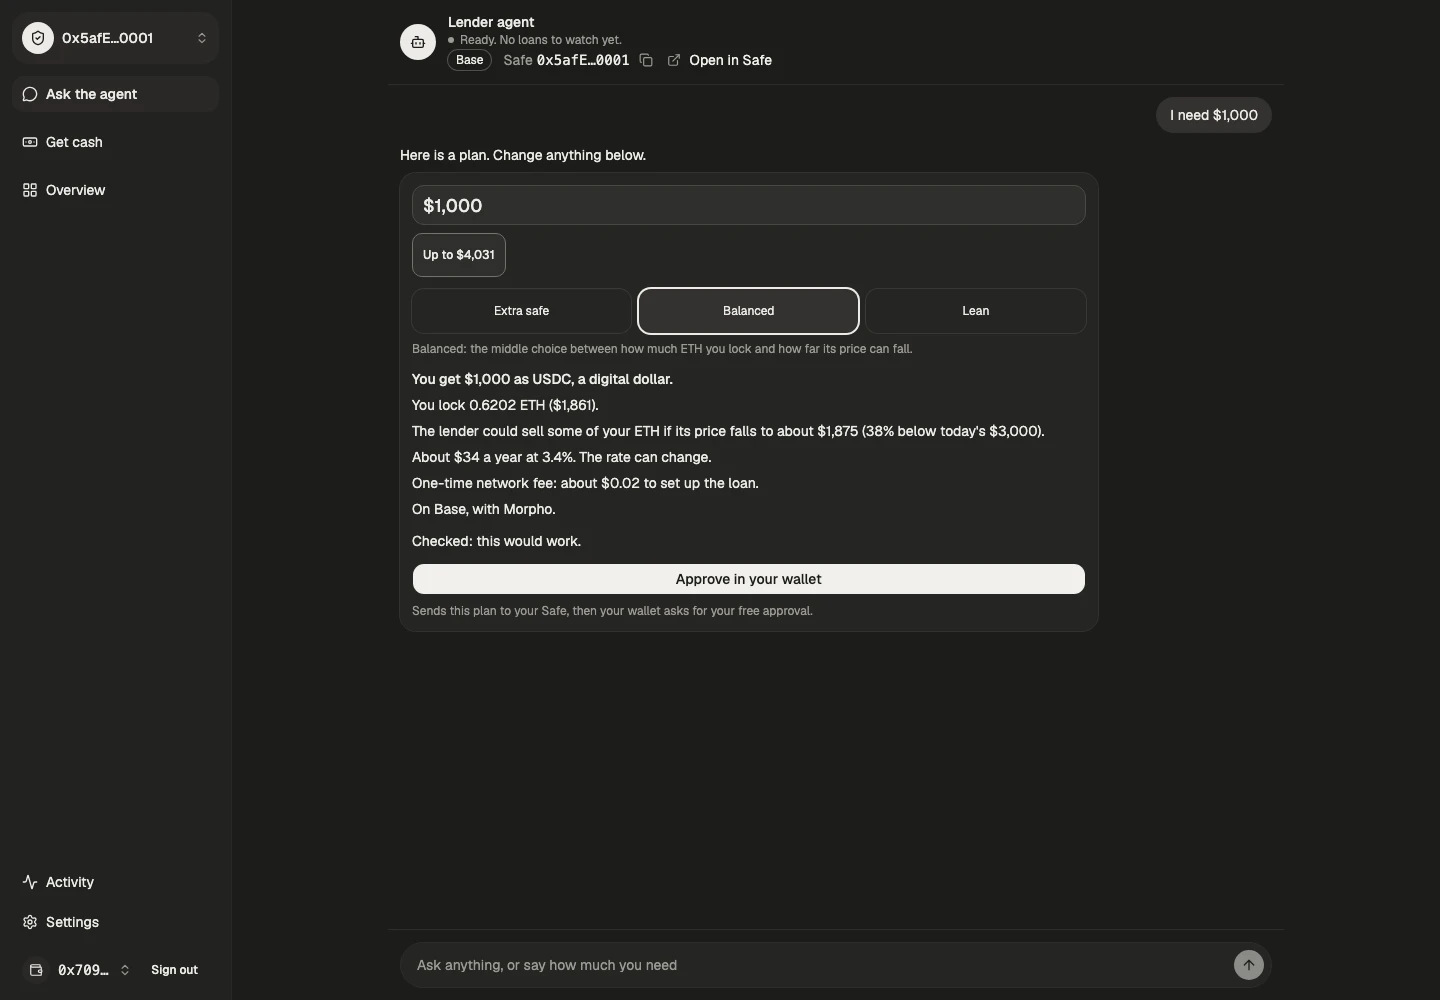 0x5afE…0001
Ask the agent
Get cash
Overview
Activity
Settings
0x709…
Sign out
Lender agent
Ready. No loans to watch yet.
Base Safe 0x5afE…0001 Open in Safe
I need $1,000
Here is a plan. Change anything below.
$1,000
Up to $4,031
Extra safe
Balanced
Lean
Balanced: the middle choice between how much ETH you lock and how far its price can fall.
You get $1,000 as USDC, a digital dollar.
You lock 0.6202 ETH ($1,861).
The lender could sell some of your ETH if its price falls to about $1,875 (38% below today's $3,000).
About $34 a year at 3.4%. The rate can change.
One-time network fee: about $0.02 to set up the loan.
On Base, with Morpho.
Checked: this would work.
Approve in your wallet
Sends this plan to your Safe, then your wallet asks for your free approval.
Ask anything, or say how much you need